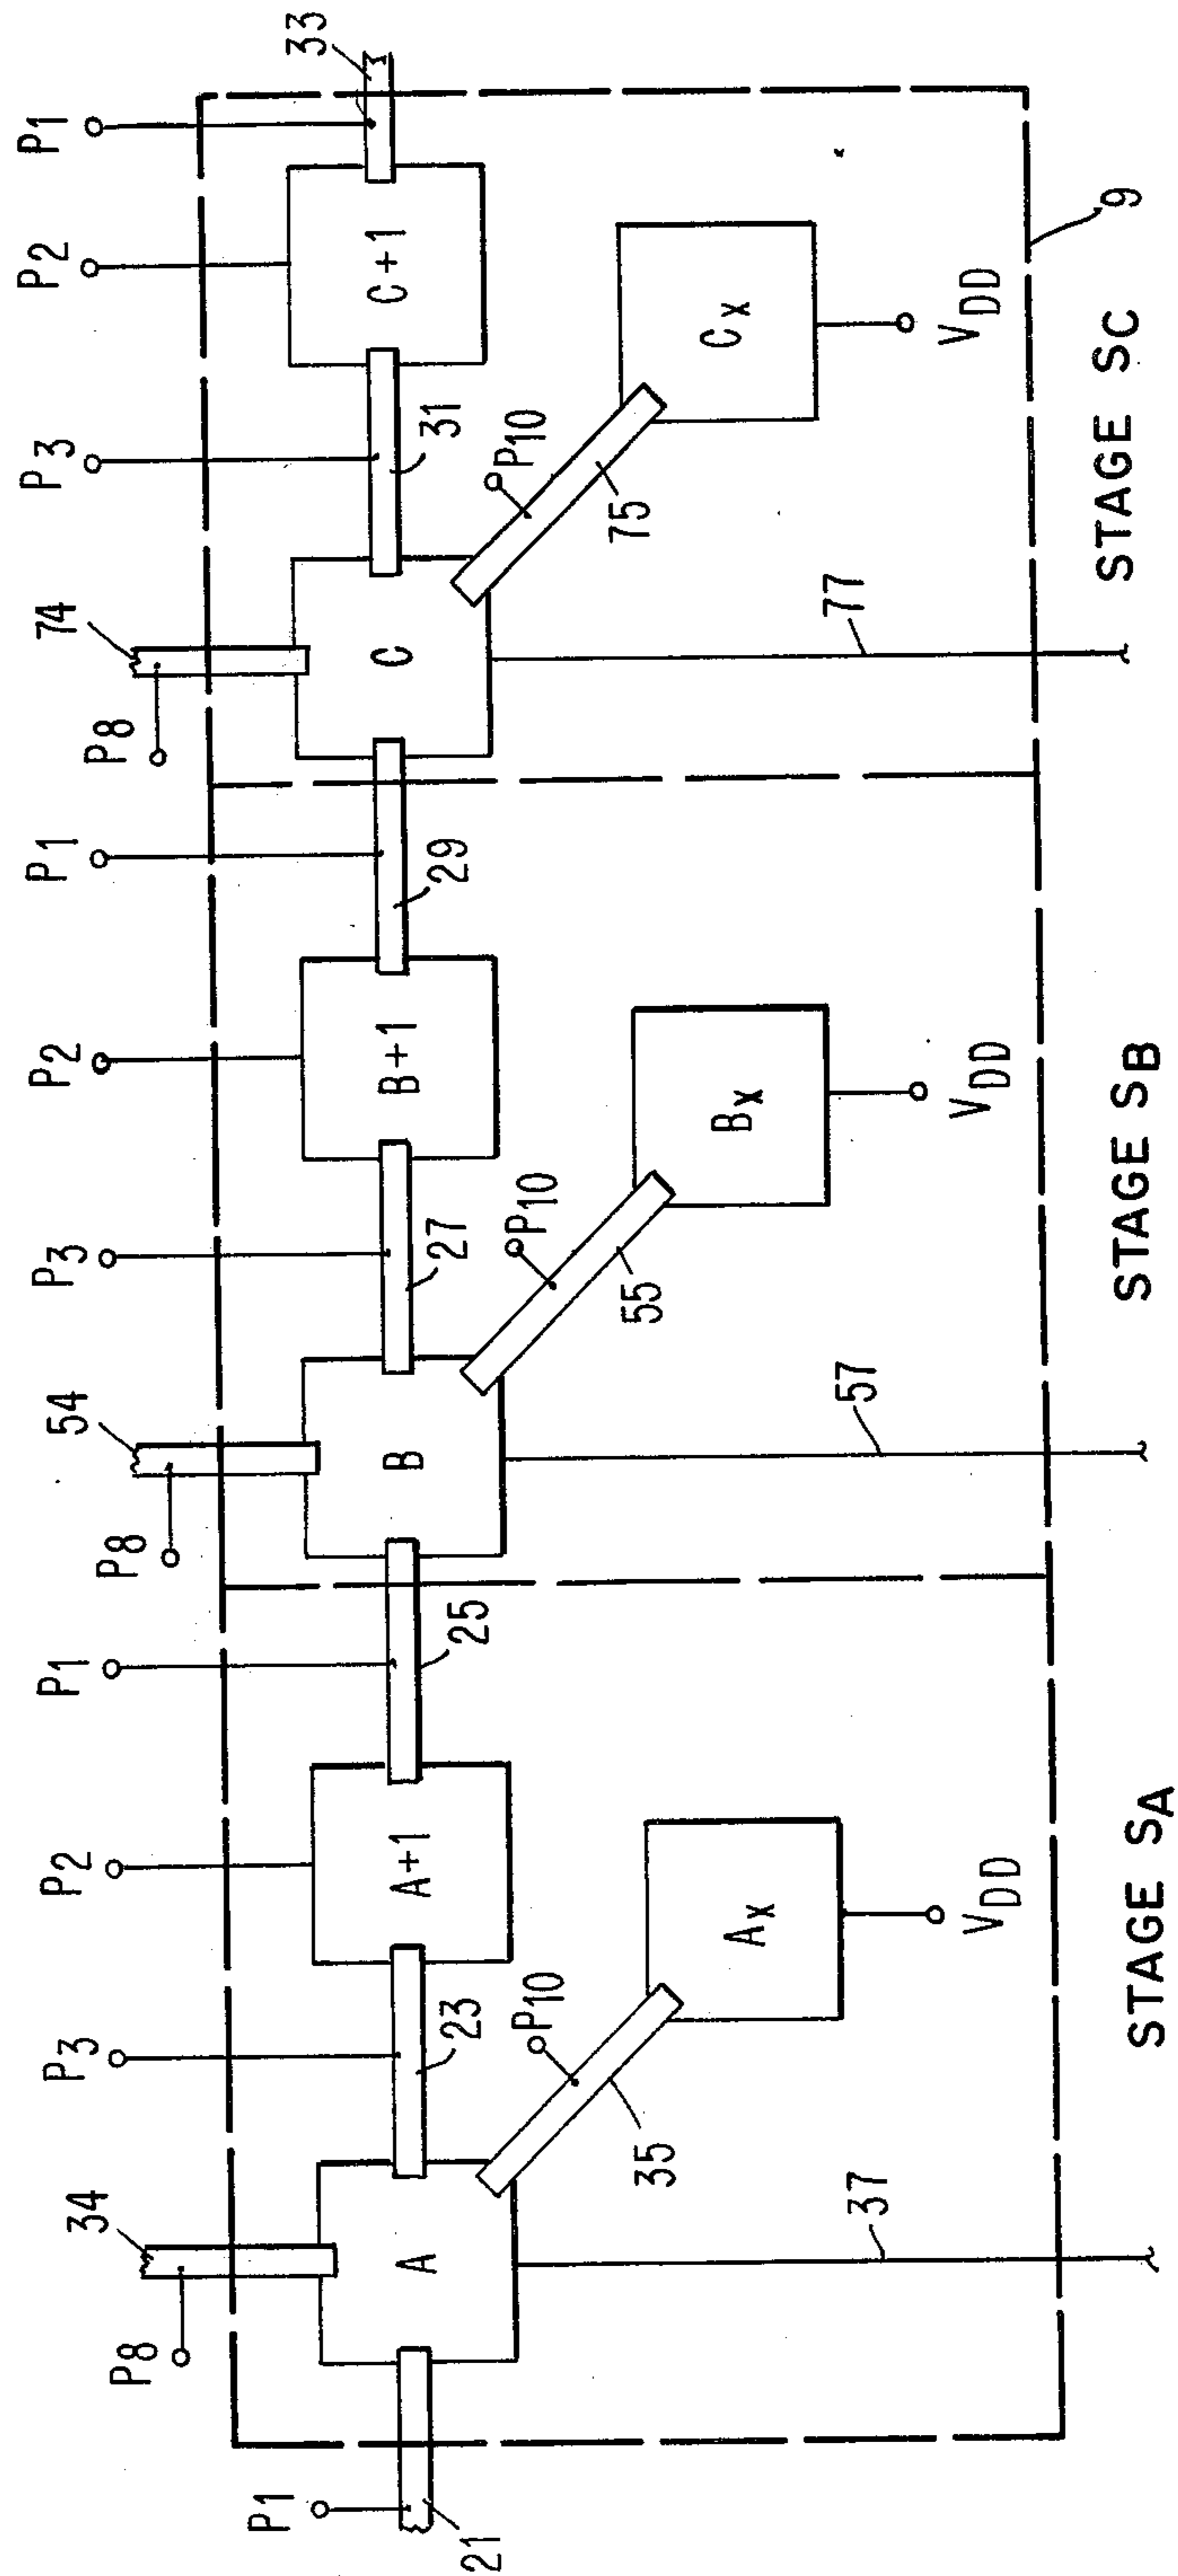 P1
P8
34
P3
P2
P1
P8
54
P3
P2
P1
P8
74
P3
P2
P1
33
21
A
23
A+1
25
B
27
B+1
29
C
31
C+1
P10
35
AX
VDD
37
P10
55
BX
VDD
57
P10
75
CX
VDD
77
9
STAGE SA
STAGE SB
STAGE SC